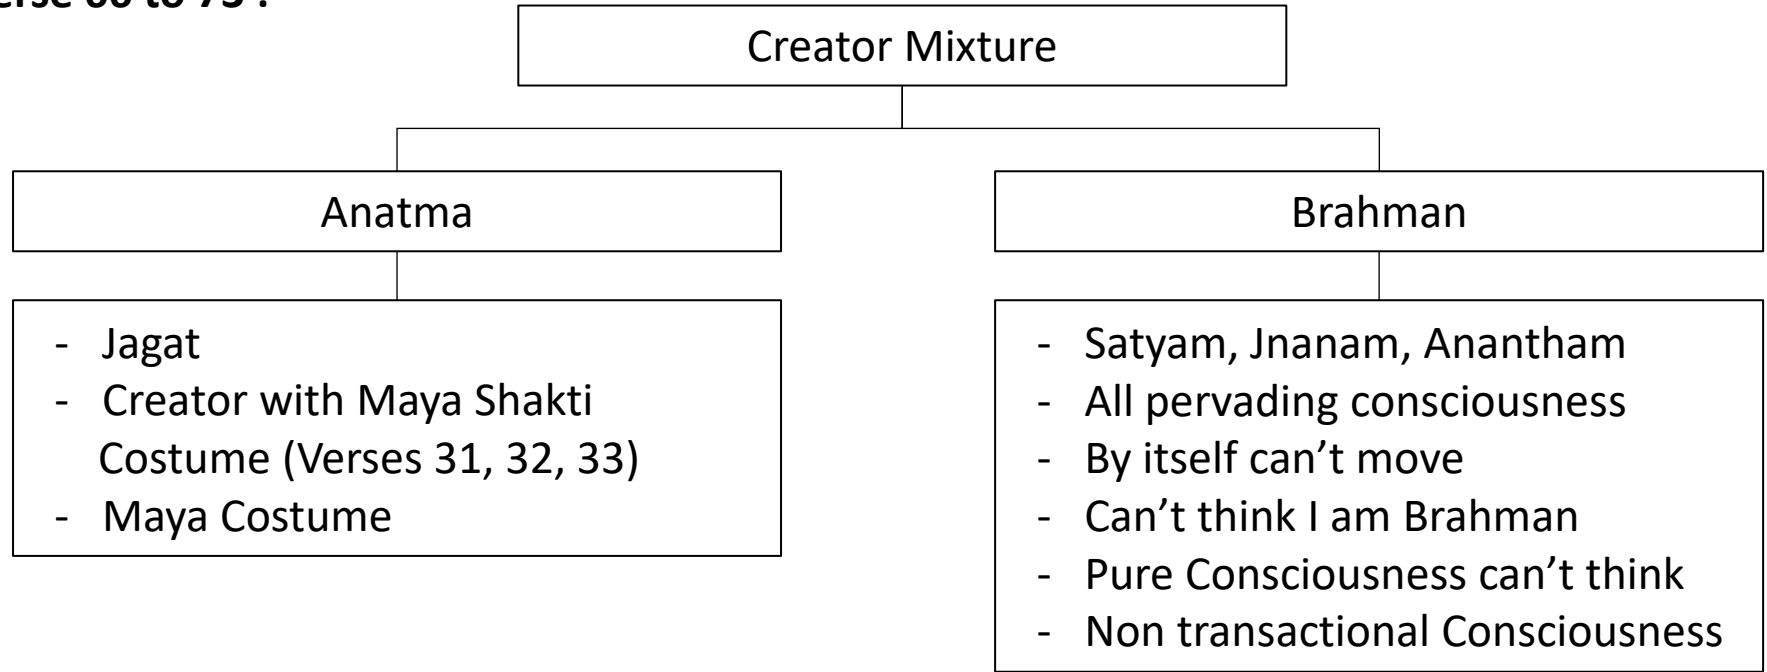 Creator Mixture
Anatma
Brahman
- Jagat
- Creator with Maya Shakti
Costume (Verses 31, 32, 33)
- Maya Costume
- Satyam, Jnanam, Anantham
- All pervading consciousness
- By itself can’t move
- Can’t think I am Brahman
- Pure Consciousness can’t think
- Non transactional Consciousness